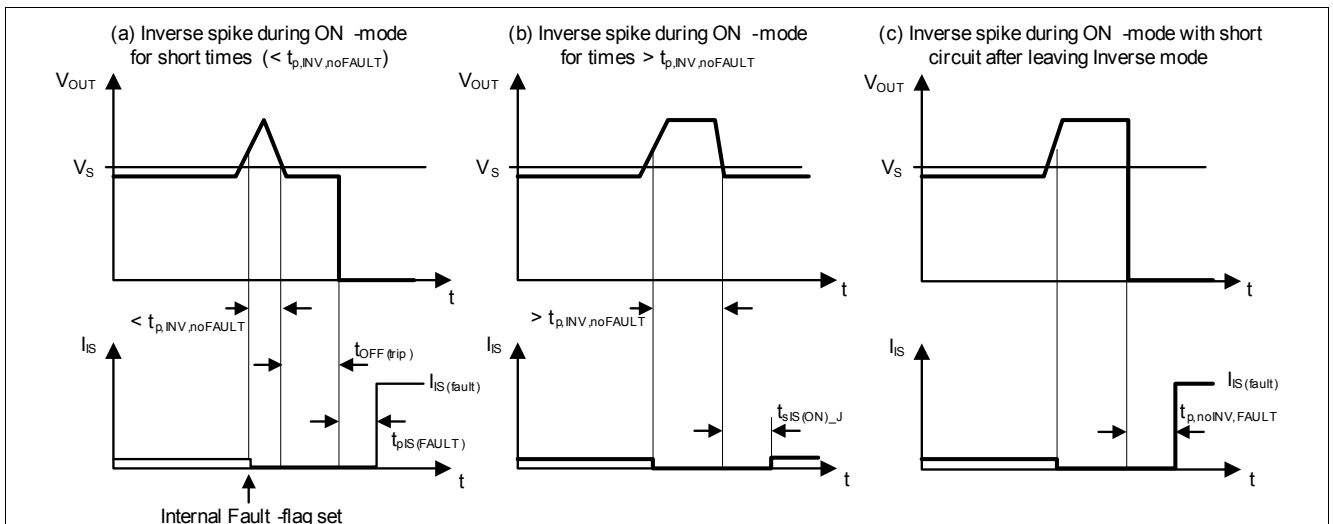 (a) Inverse spike during ON -mode
for short times (< tp,INV,noFAULT)
VOUT
VS
t
< tp,INV,noFAULT
tOFF(trip)
IIS
IIS(fault)
tpIS(FAULT)
t
Internal Fault -flag set
(b) Inverse spike during ON -mode
for times > tp,INV,noFAULT
VOUT
VS
t
> tp,INV,noFAULT
IIS
tsIS(ON)_J
t
(c) Inverse spike during ON -mode with short
circuit after leaving Inverse mode
VOUT
VS
t
IIS
IIS(fault)
tp,noINV,FAULT
t